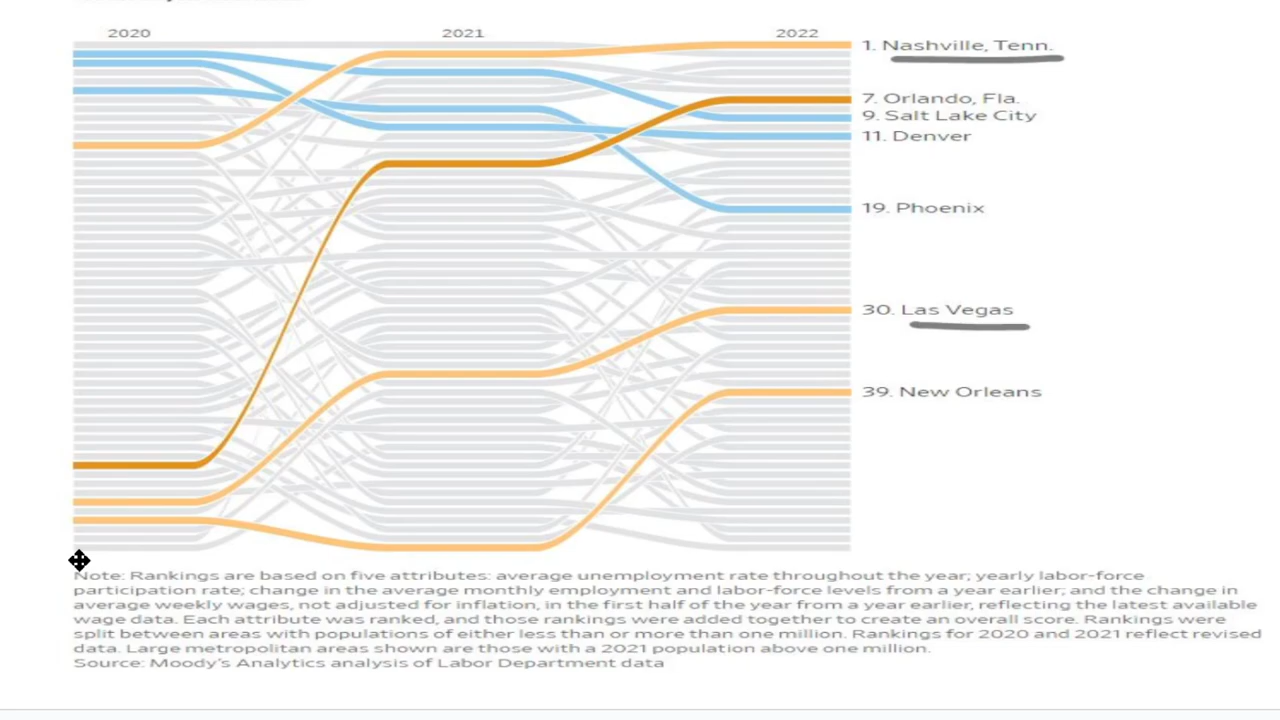 2020 2021 2022
1. Nashville, Tenn.
7. Orlando, Fla.
9. Salt Lake City
11. Denver
19. Phoenix
30. Las Vegas
39. New Orleans
Note: Rankings are based on five attributes: average unemployment rate throughout the year; yearly labor-force
participation rate; change in the average monthly employment and labor-force levels from a year earlier; and the change in
average weekly wages, not adjusted for inflation, in the first half of the year from a year earlier, reflecting the latest available
wage data. Each attribute was ranked, and those rankings were added together to create an overall score. Rankings were
split between areas with populations of either less than or more than one million. Rankings for 2020 and 2021 reflect revised
data. Large metropolitan areas shown are those with a 2021 population above one million.
Source: Moody's Analytics analysis of Labor Department data